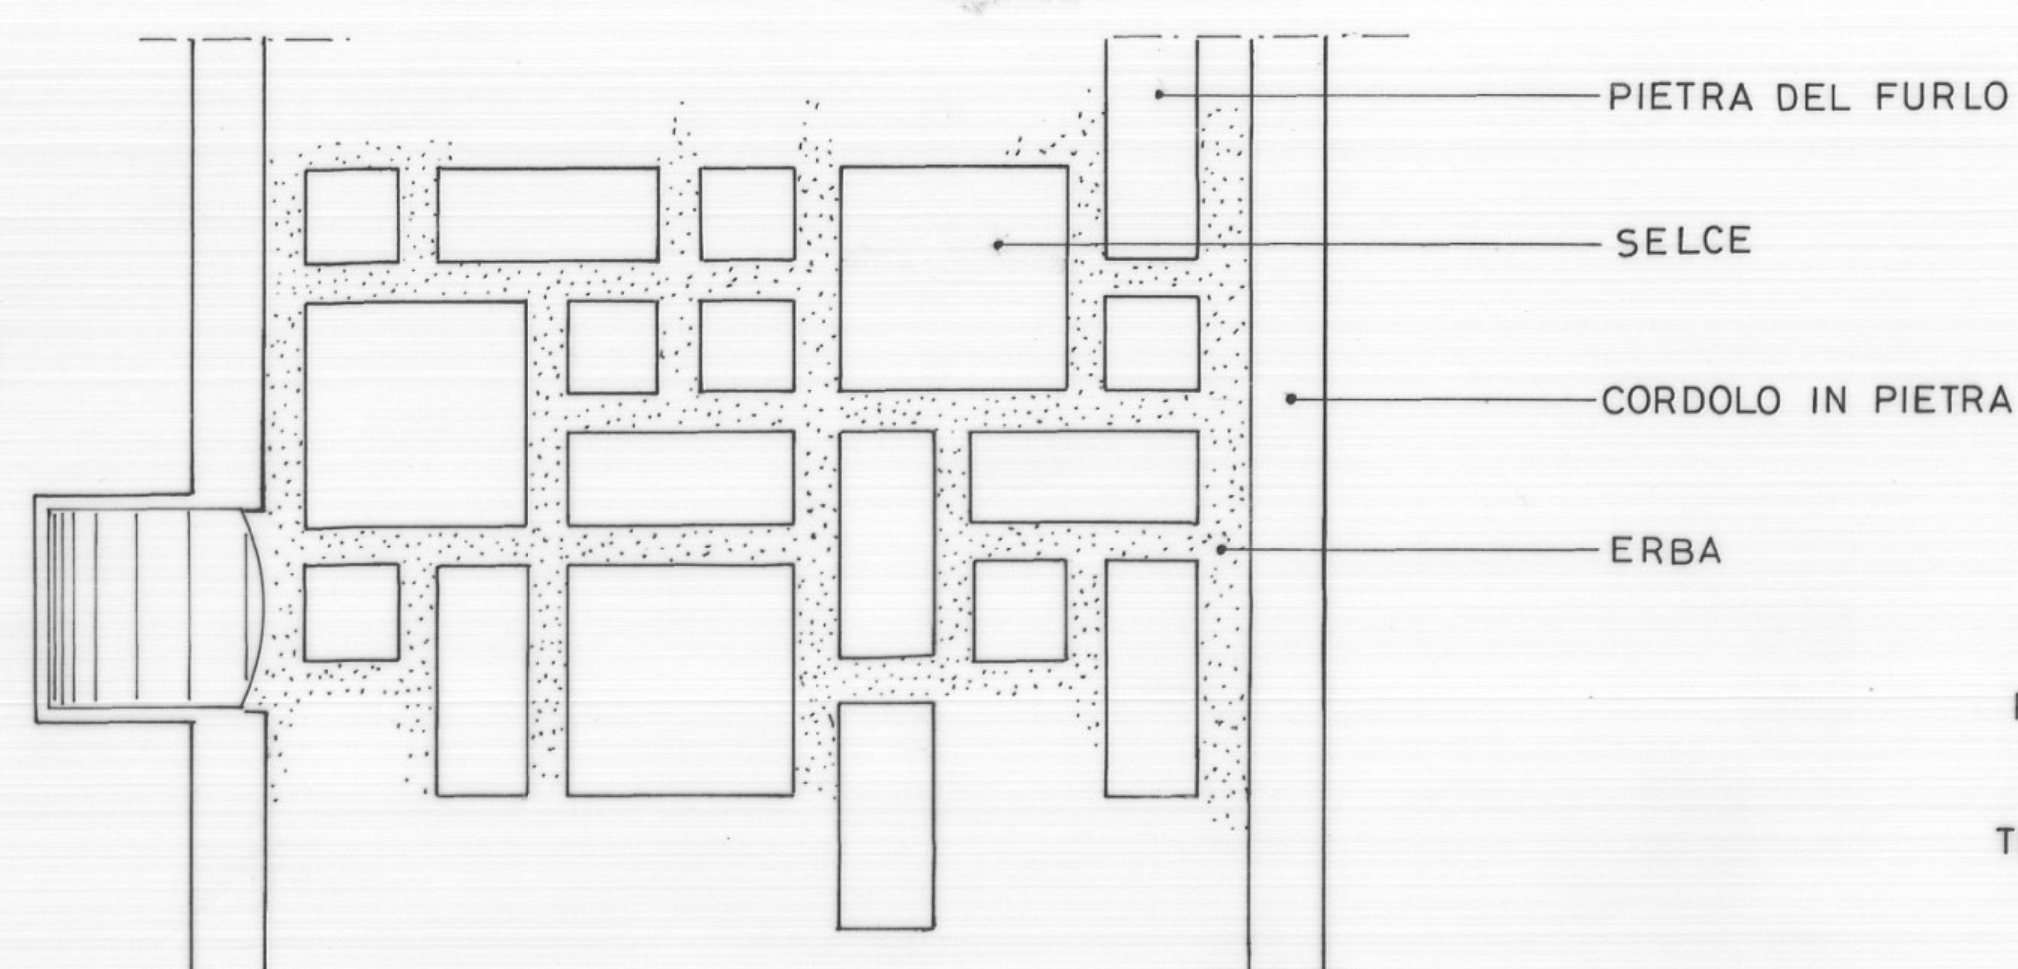 PIETRA DEL FURLO
SELCE
CORDOLO IN PIETRA
ERBA